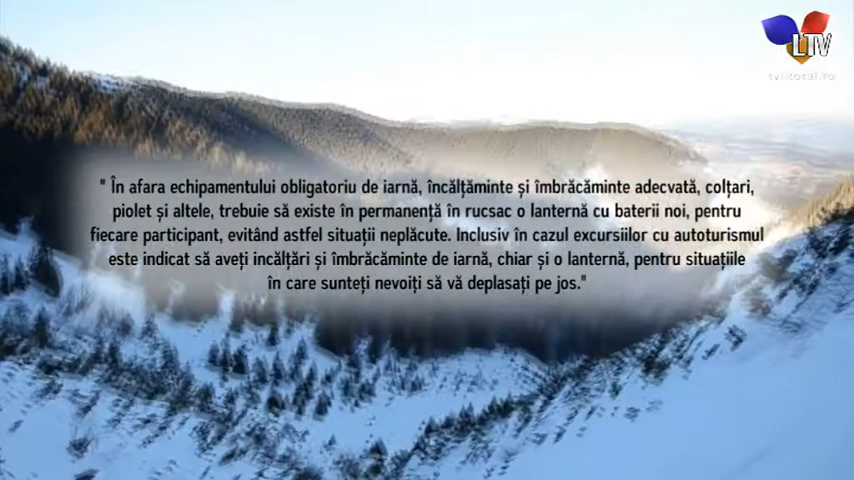 LTV
tvlitoral.ro
" În afara echipamentului obligatoriu de iarnă, încălțăminte și îmbrăcăminte adecvată, colțari,
piolet și altele, trebuie să existe în permanență în rucsac o lanternă cu baterii noi, pentru
fiecare participant, evitând astfel situații neplăcute. Inclusiv în cazul excursiilor cu autoturismul
este indicat să aveți incălțări și îmbrăcăminte de iarnă, chiar și o lanternă, pentru situațiile
în care sunteți nevoiți să vă deplasați pe jos."